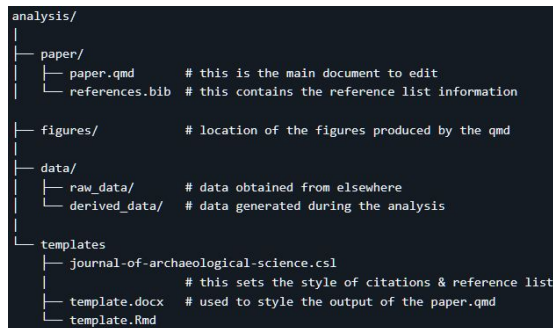 analysis/
|
├── paper/
│   ├── paper.qmd       # this is the main document to edit
│   └── references.bib  # this contains the reference list information

├── figures/            # location of the figures produced by the qmd
|
├── data/
│   ├── raw_data/       # data obtained from elsewhere
│   └── derived_data/   # data generated during the analysis
|
└── templates
    ├── journal-of-archaeological-science.csl
    |               # this sets the style of citations & reference list
    ├── template.docx   # used to style the output of the paper.qmd
    └── template.Rmd